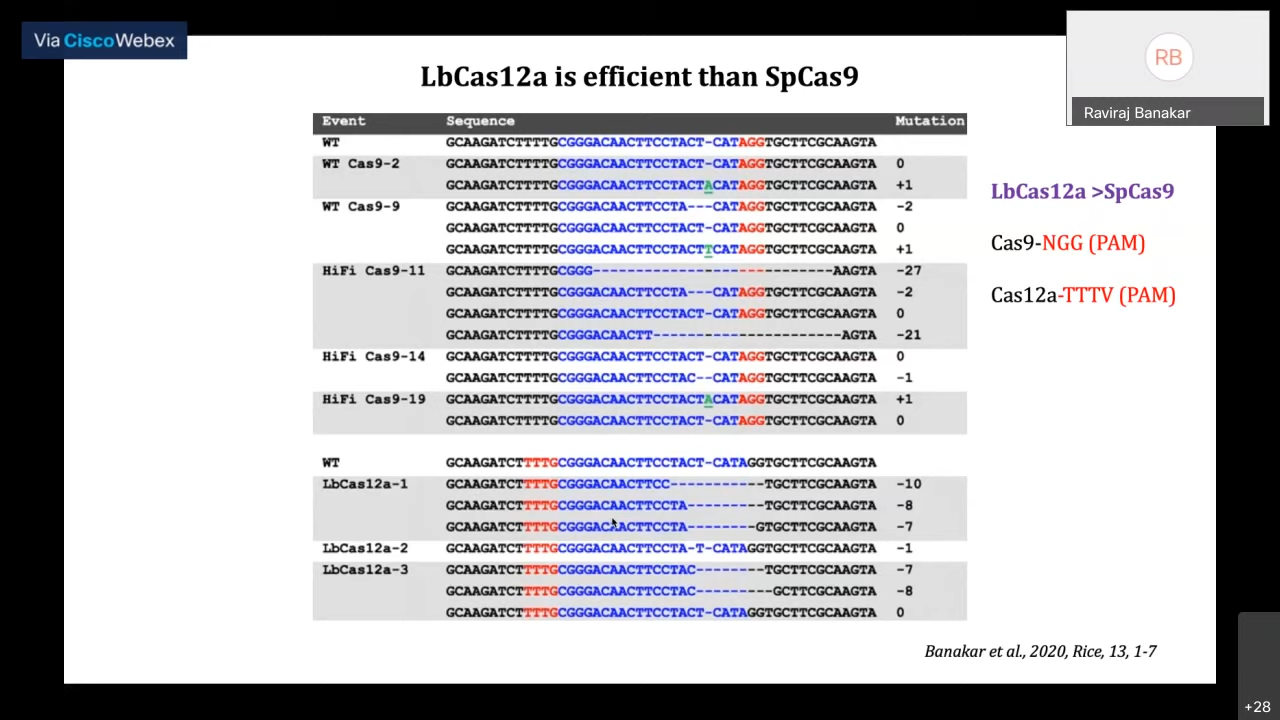 Via CiscoWebex
RB
Raviraj Banakar
LbCas12a is efficient than SpCas9
Event Sequence Mutation
WT GCAAGATCTTTTGCGGGACAACTTCCTACT-CATAGGTGCTTCGCAAGTA
WT Cas9-2 GCAAGATCTTTTGCGGGACAACTTCCTACT-CATAGGTGCTTCGCAAGTA 0
GCAAGATCTTTTGCGGGACAACTTCCTACTACATAGGTGCTTCGCAAGTA +1
WT Cas9-9 GCAAGATCTTTTGCGGGACAACTTCCTA---CATAGGTGCTTCGCAAGTA -2
GCAAGATCTTTTGCGGGACAACTTCCTACT-CATAGGTGCTTCGCAAGTA 0
GCAAGATCTTTTGCGGGACAACTTCCTACTTCATAGGTGCTTCGCAAGTA +1
HiFi Cas9-11 GCAAGATCTTTTGCGGG----------------------------AAGTA -27
GCAAGATCTTTTGCGGGACAACTTCCTA---CATAGGTGCTTCGCAAGTA -2
GCAAGATCTTTTGCGGGACAACTTCCTACT-CATAGGTGCTTCGCAAGTA 0
GCAAGATCTTTTGCGGGACAACTT----------------------AGTA -21
HiFi Cas9-14 GCAAGATCTTTTGCGGGACAACTTCCTACT-CATAGGTGCTTCGCAAGTA 0
GCAAGATCTTTTGCGGGACAACTTCCTAC--CATAGGTGCTTCGCAAGTA -1
HiFi Cas9-19 GCAAGATCTTTTGCGGGACAACTTCCTACTACATAGGTGCTTCGCAAGTA +1
GCAAGATCTTTTGCGGGACAACTTCCTACT-CATAGGTGCTTCGCAAGTA 0
WT GCAAGATCTTTTGCGGGACAACTTCCTACT-CATAGGTGCTTCGCAAGTA
LbCas12a-1 GCAAGATCTTTTGCGGGACAACTTCC-----------TGCTTCGCAAGTA -10
GCAAGATCTTTTGCGGGACAACTTCCTA---------TGCTTCGCAAGTA -8
GCAAGATCTTTTGCGGGACAACTTCCTA--------GTGCTTCGCAAGTA -7
LbCas12a-2 GCAAGATCTTTTGCGGGACAACTTCCTA-T-CATAGGTGCTTCGCAAGTA -1
LbCas12a-3 GCAAGATCTTTTGCGGGACAACTTCCTAC--------TGCTTCGCAAGTA -7
GCAAGATCTTTTGCGGGACAACTTCCTAC---------GCTTCGCAAGTA -8
GCAAGATCTTTTGCGGGACAACTTCCTACT-CATAGGTGCTTCGCAAGTA 0
LbCas12a >SpCas9
Cas9-NGG (PAM)
Cas12a-TTTV (PAM)
Banakar et al., 2020, Rice, 13, 1-7
+28